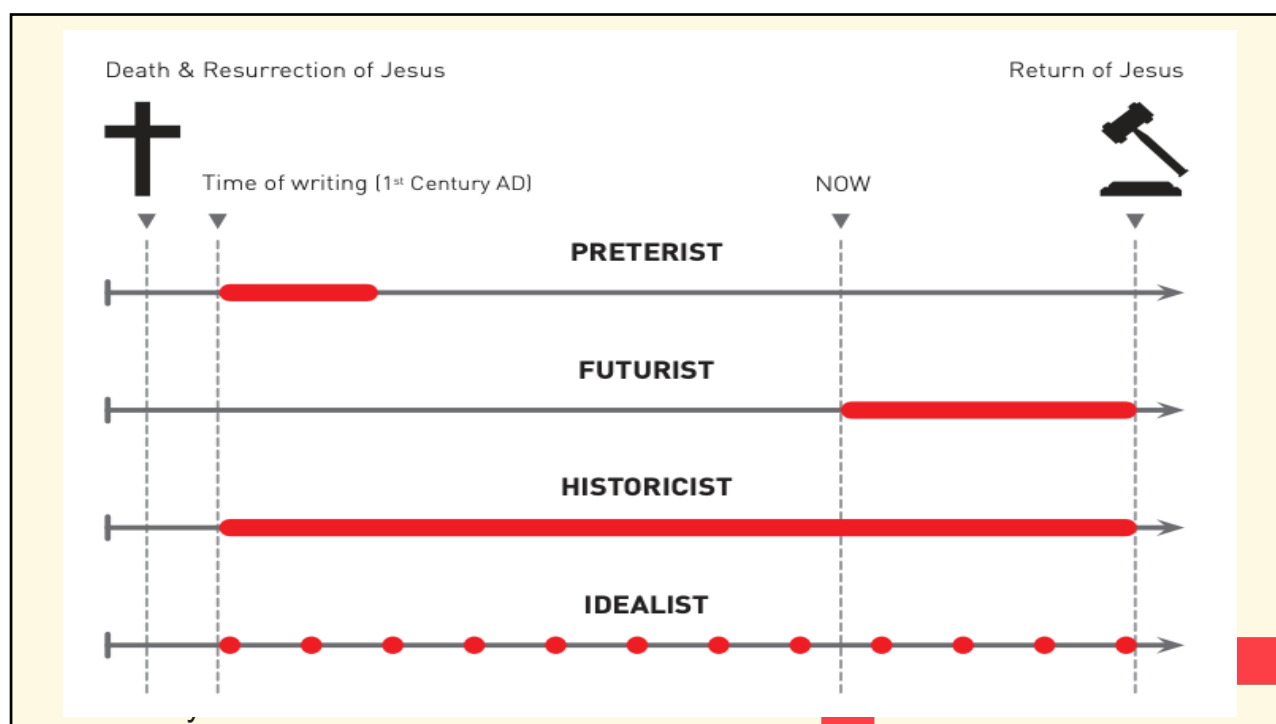 Death & Resurrection of Jesus
Return of Jesus
Time of writing (1st Century AD)
NOW
PRETERIST
FUTURIST
HISTORICIST
IDEALIST